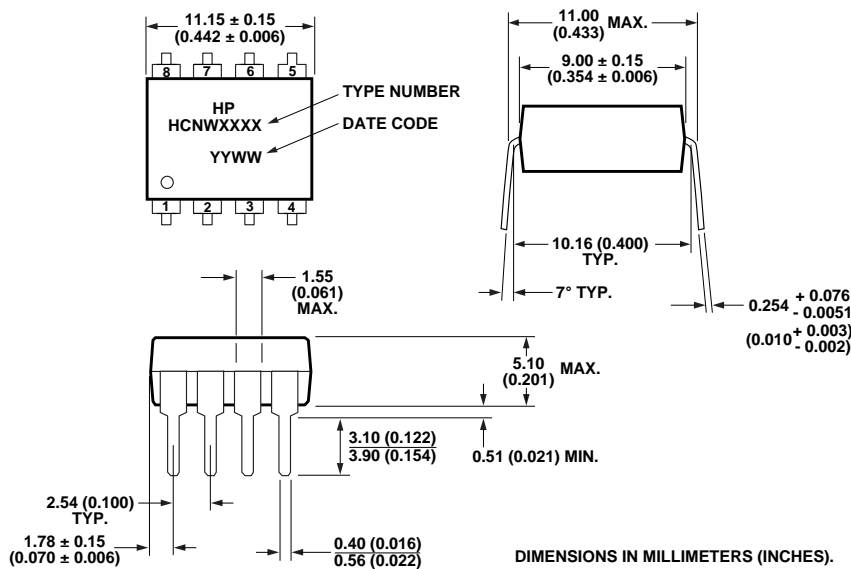 11.15 ± 0.15
(0.442 ± 0.006)
8 7 6 5
HP
HCNWXXXX
YYWW
1 2 3 4
TYPE NUMBER
DATE CODE
11.00
(0.433)
MAX.
9.00 ± 0.15
(0.354 ± 0.006)
10.16 (0.400)
TYP.
7° TYP.
0.254 + 0.076
- 0.0051
(0.010 + 0.003)
- 0.002)
1.55
(0.061)
MAX.
5.10
(0.201)
MAX.
3.10 (0.122)
3.90 (0.154)
0.51 (0.021) MIN.
2.54 (0.100)
TYP.
1.78 ± 0.15
(0.070 ± 0.006)
0.40 (0.016)
0.56 (0.022)
DIMENSIONS IN MILLIMETERS (INCHES).